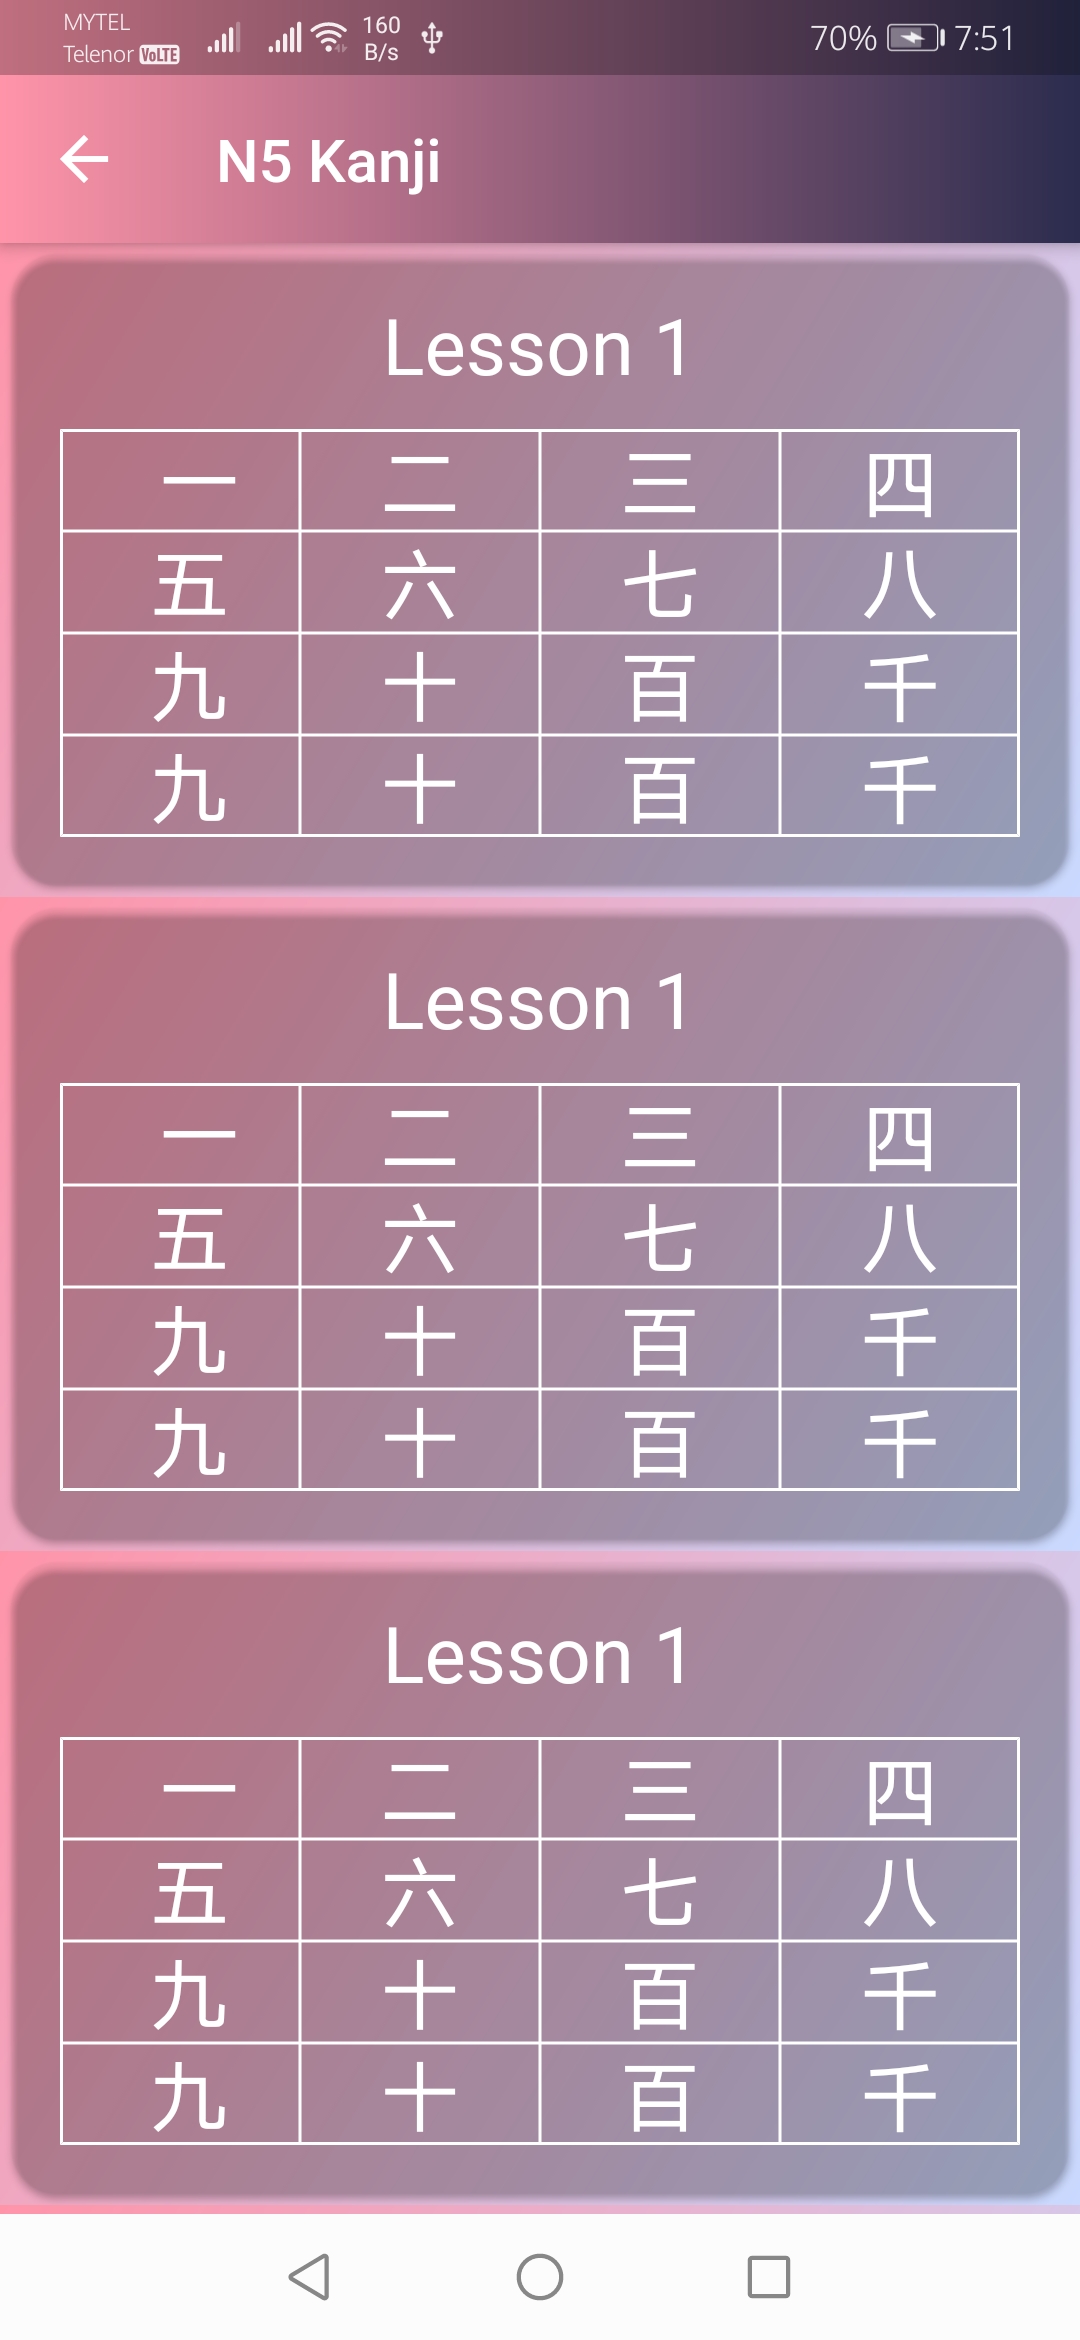 MYTEL
Telenor VoLTE
160
B/s
70%
7:51
N5 Kanji
Lesson 1
一 二 三 四
五 六 七 八
九 十 百 千
九 十 百 千
Lesson 1
一 二 三 四
五 六 七 八
九 十 百 千
九 十 百 千
Lesson 1
一 二 三 四
五 六 七 八
九 十 百 千
九 十 百 千